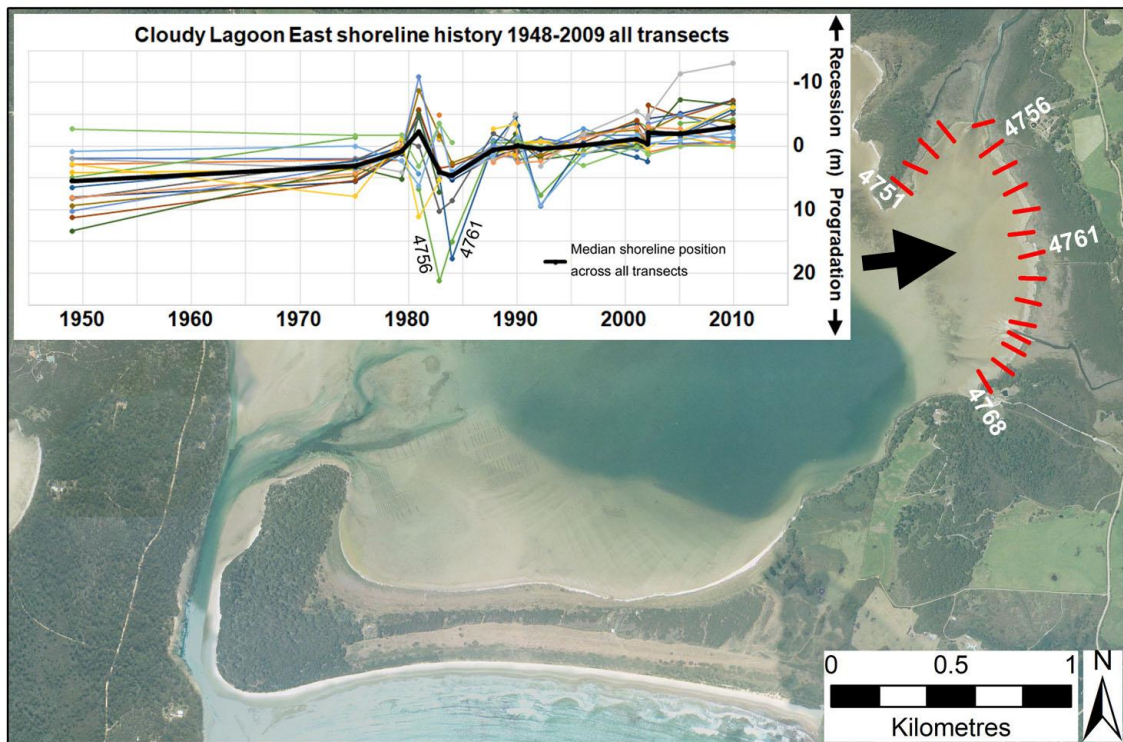 Cloudy Lagoon East shoreline history 1948-2009 all transects
-10
0
10
20
Recession (m) Progradation
1950 1960 1970 1980 1990 2000 2010
4756
4761
Median shoreline position
across all transects
4751
4756
4761
4768
0 0.5 1
Kilometres
N